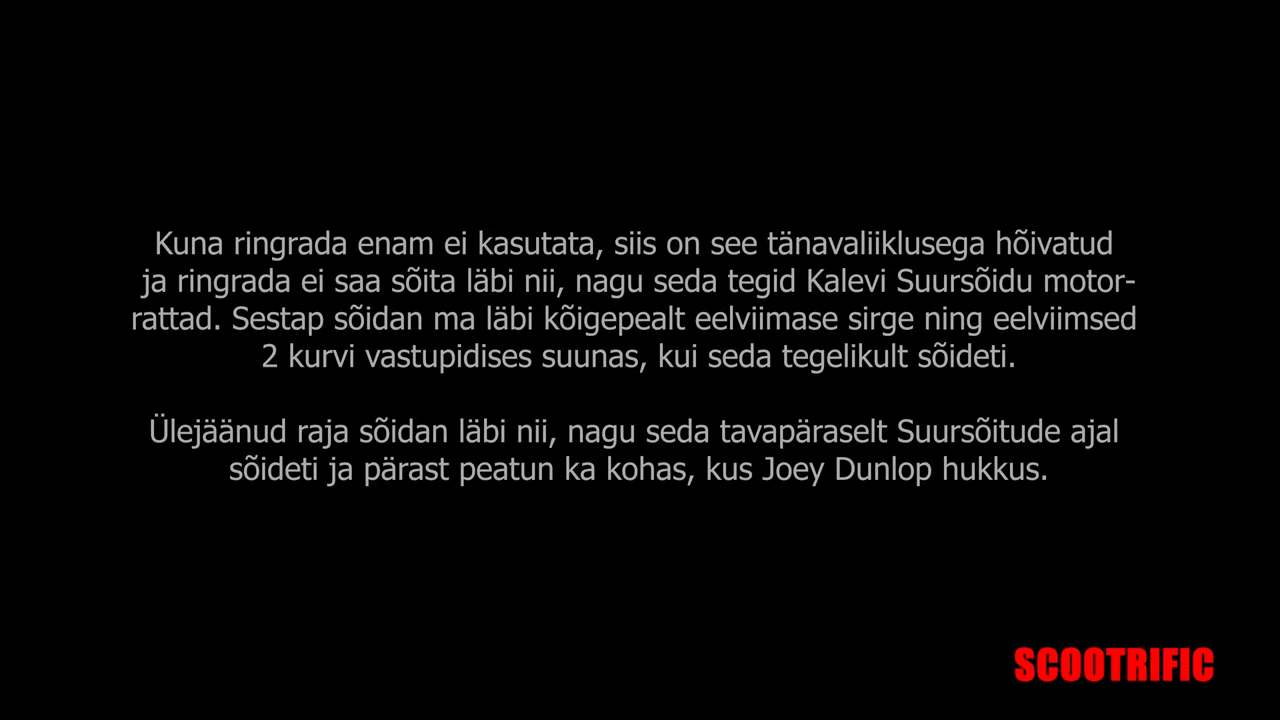 Kuna ringrada enam ei kasutata, siis on see tänavaliiklusega hõivatud
ja ringrada ei saa sõita läbi nii, nagu seda tegid Kalevi Suursõidu motor-
rattad. Sestap sõidan ma läbi kõigepealt eelviimase sirge ning eelviimsed
2 kurvi vastupidises suunas, kui seda tegelikult sõideti.
Ülejäänud raja sõidan läbi nii, nagu seda tavapäraselt Suursõitude ajal
sõideti ja pärast peatun ka kohas, kus Joey Dunlop hukkus.
SCOOTRIFIC